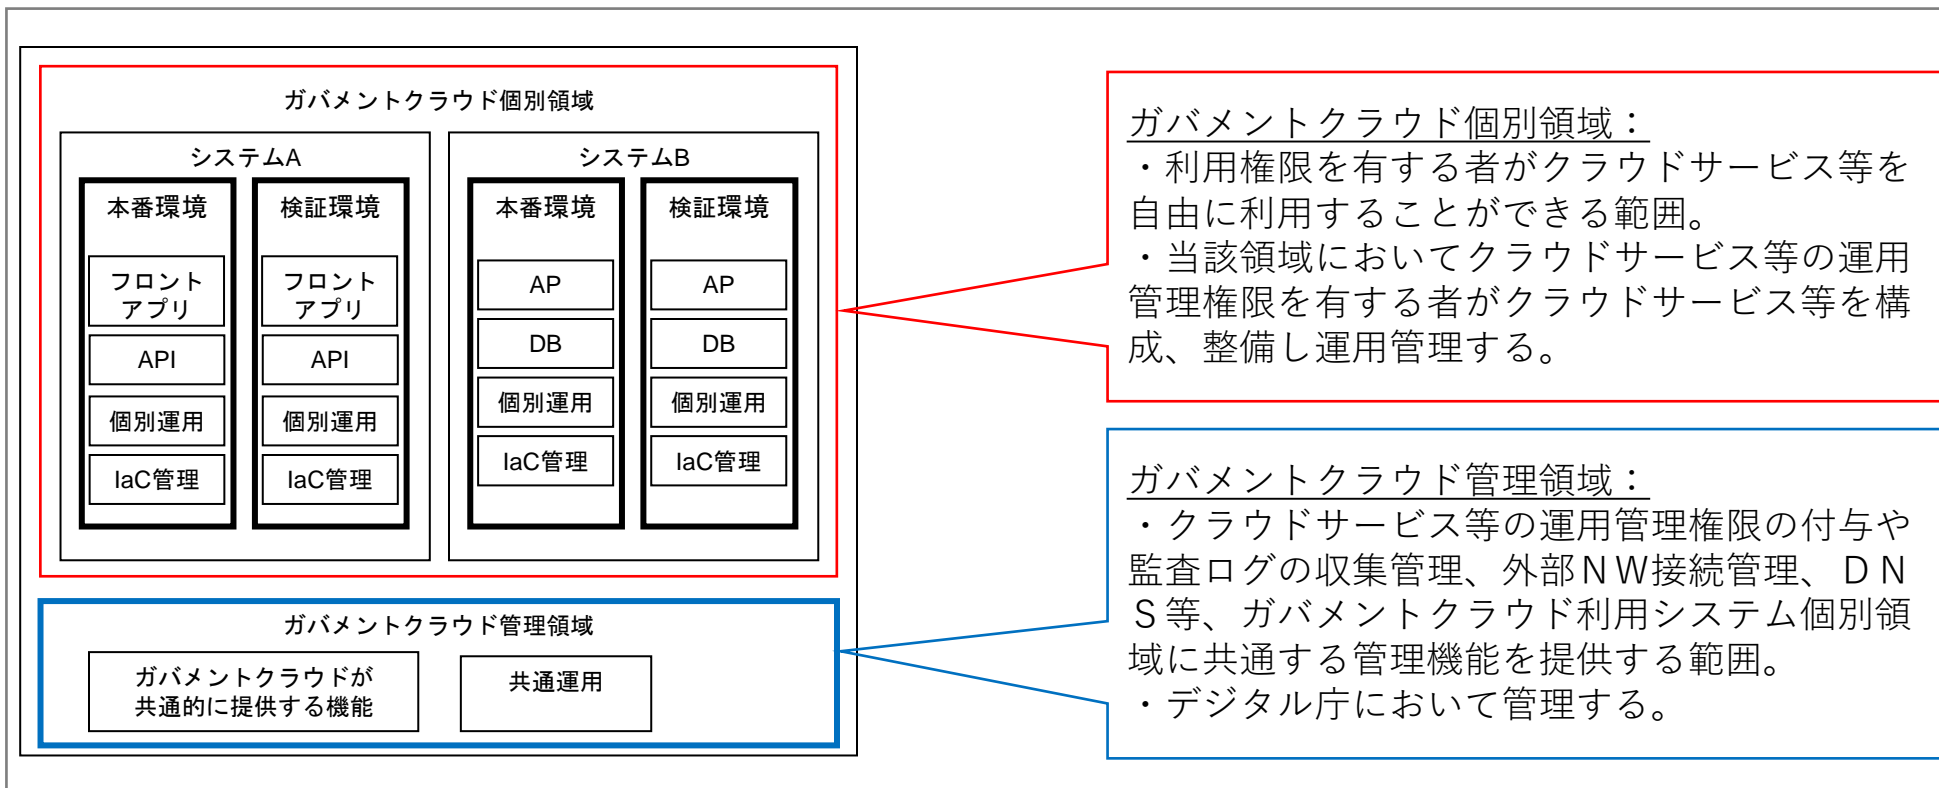 ガバメントクラウド個別領域
システムA
本番環境
フロント
アプリ
API
個別運用
IaC管理
検証環境
フロント
アプリ
API
個別運用
IaC管理
システムB
本番環境
AP
DB
個別運用
IaC管理
検証環境
AP
DB
個別運用
IaC管理
ガバメントクラウド管理領域
ガバメントクラウドが
共通的に提供する機能
共通運用
ガバメントクラウド個別領域：
・利用権限を有する者がクラウドサービス等を
自由に利用することができる範囲。
・当該領域においてクラウドサービス等の運用
管理権限を有する者がクラウドサービス等を構
成、整備し運用管理する。
ガバメントクラウド管理領域：
・クラウドサービス等の運用管理権限の付与や
監査ログの収集管理、外部ＮＷ接続管理、ＤＮ
Ｓ等、ガバメントクラウド利用システム個別領
域に共通する管理機能を提供する範囲。
・デジタル庁において管理する。